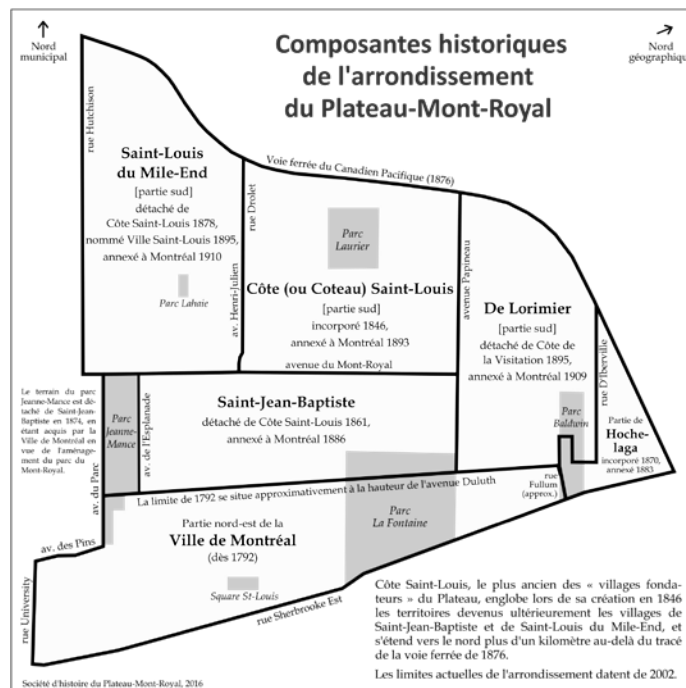 Nord
municipal
Composantes historiques
de l'arrondissement
du Plateau-Mont-Royal
Nord
géographique
rue Hutchison
Saint-Louis
du Mile-End
[partie sud]
détaché de
Côte Saint-Louis 1878,
nommé Ville Saint-Louis 1895,
annexé à Montréal 1910
Parc Lahaie
Voie ferrée du Canadien Pacifique (1876)
rue Drolet
av. Henri-Julien
Parc
Laurier
Côte (ou Coteau) Saint-Louis
[partie sud]
incorporé 1846,
annexé à Montréal 1893
avenue du Mont-Royal
avenue Papineau
De Lorimier
[partie sud]
détaché de Côte de
la Visitation 1895,
annexé à Montréal 1909
rue D'Iberville
Parc
Baldwin
Partie de
Hoche-
laga
incorporé 1870,
annexé 1883
rue
Fullum
(approx.)
Le terrain du parc
Jeanne-Mance est dé-
taché de Saint-Jean-
Baptiste en 1874, en
étant acquis par la
Ville de Montréal en
vue de l'aménage-
ment du parc du
Mont-Royal.
av. du Parc
Parc
Jeanne-
Mance
av. de l'Esplanade
Saint-Jean-Baptiste
détaché de Côte Saint-Louis 1861,
annexé à Montréal 1886
La limite de 1792 se situe approximativement à la hauteur de l'avenue Duluth
av. des Pins
rue University
Partie nord-est de la
Ville de Montréal
(dès 1792)
Square St-Louis
Parc
La Fontaine
rue Sherbrooke Est
Côte Saint-Louis, le plus ancien des « villages fonda-
teurs » du Plateau, englobe lors de sa création en 1846
les territoires devenus ultérieurement les villages de
Saint-Jean-Baptiste et de Saint-Louis du Mile-End, et
s'étend vers le nord plus d'un kilomètre au-delà du tracé
de la voie ferrée de 1876.
Les limites actuelles de l'arrondissement datent de 2002.
Société d'histoire du Plateau-Mont-Royal, 2016